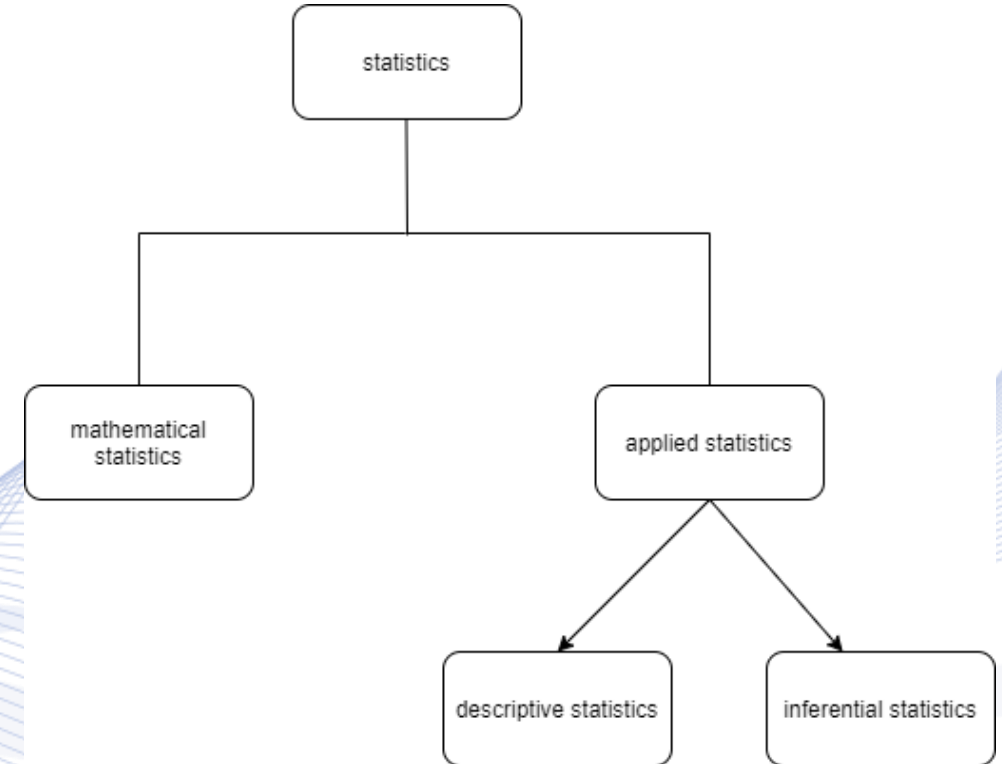 statistics
mathematical
statistics
applied statistics
descriptive statistics
inferential statistics